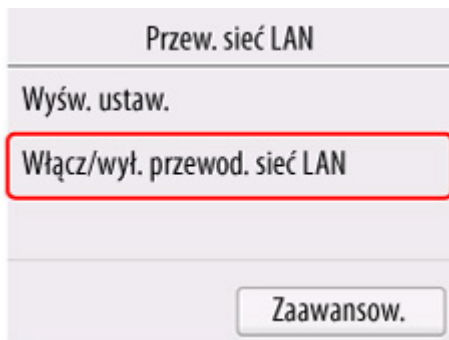 Przew. sieć LAN
Wyśw. ustaw.
Włącz/wył. przewod. sieć LAN
Zaawansow.